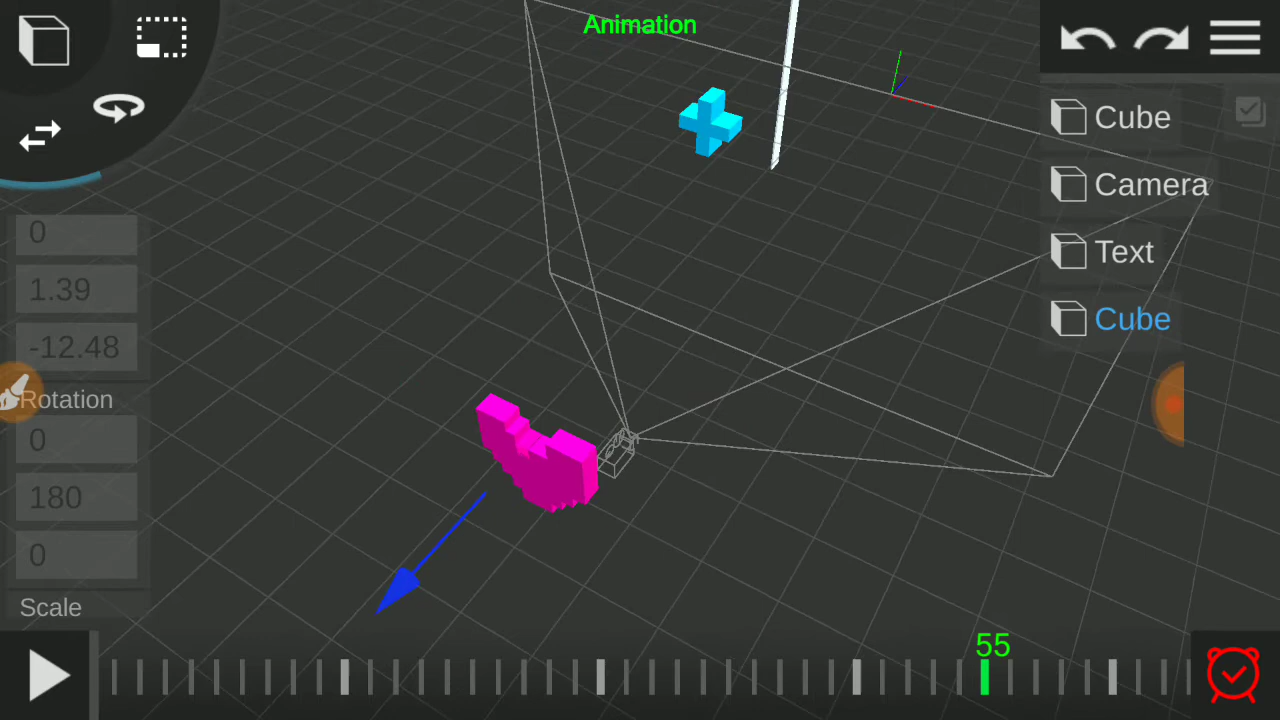 Animation
Cube
Camera
Text
Cube
0
1.39
-12.48
Rotation
0
180
0
Scale
55